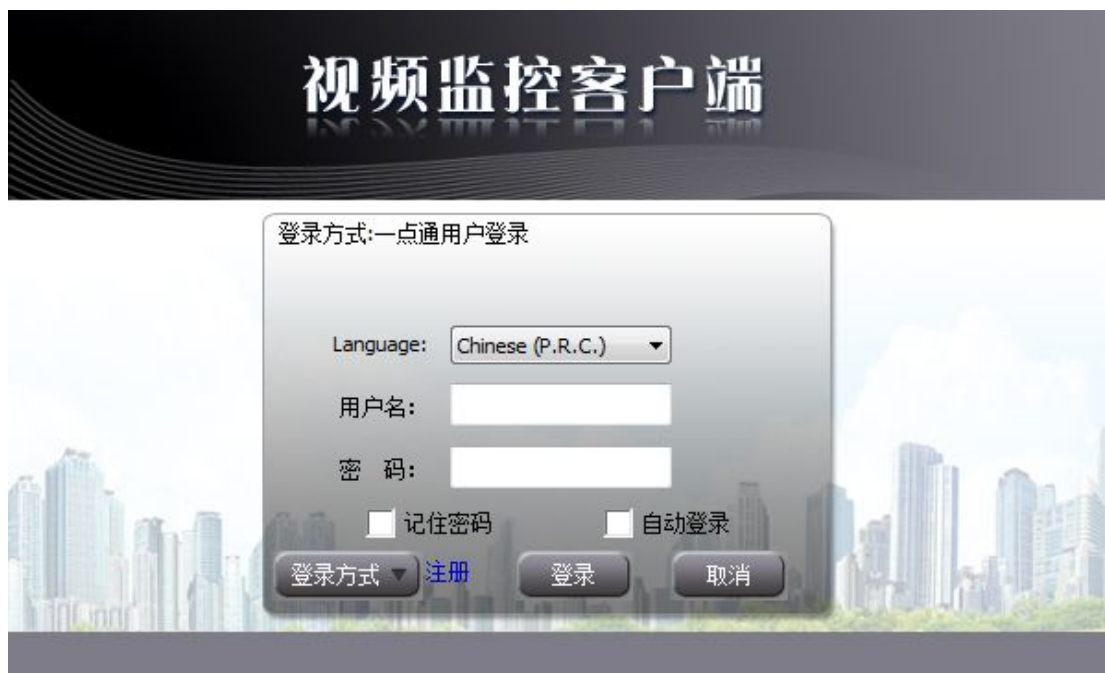 视频监控客户端
登录方式:一点通用户登录
Language: Chinese (P.R.C.)
用户名:
密 码:
记住密码 自动登录
登录方式 注册 登录 取消